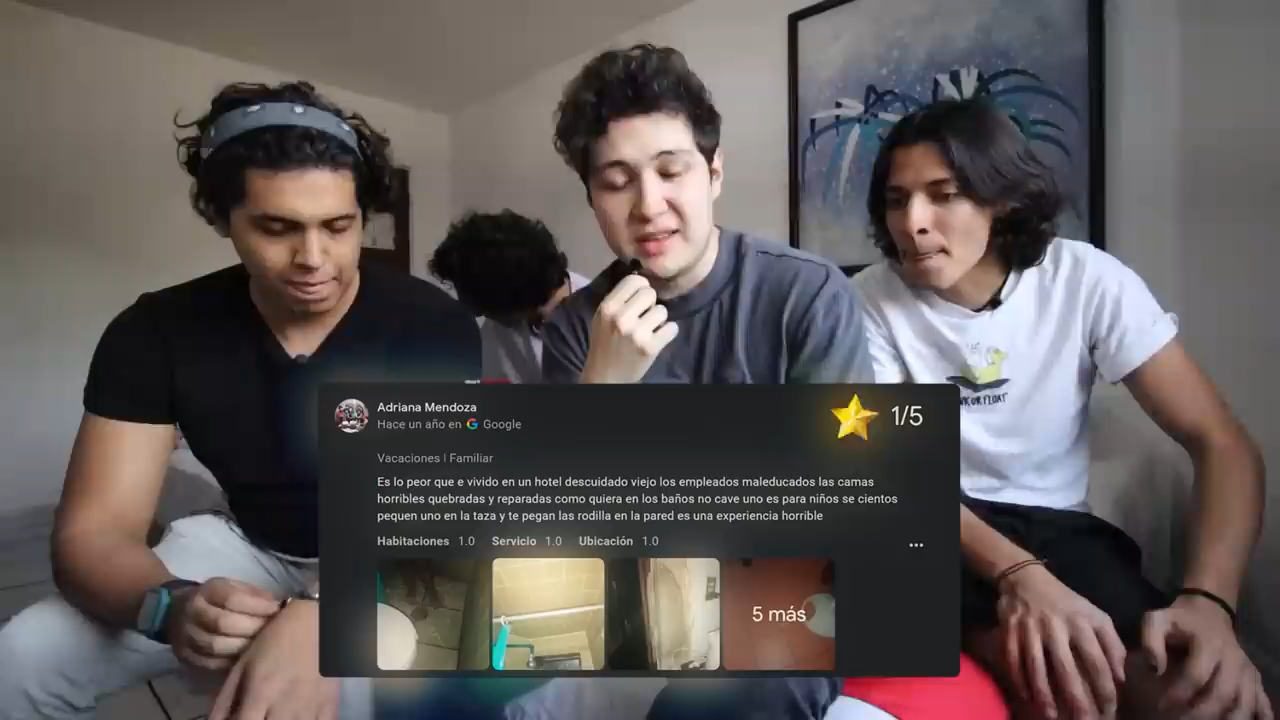 Adriana Mendoza
Hace un año en Google
1/5
Vacaciones | Familiar
Es lo peor que e vivido en un hotel descuidado viejo los empleados maleducados las camas
horribles quebradas y reparadas como quiera en los baños no cave uno es para niños se cientos
pequen uno en la taza y te pegan las rodilla en la pared es una experiencia horrible
Habitaciones 1.0 Servicio 1.0 Ubicación 1.0
5 más
OR FLOAT